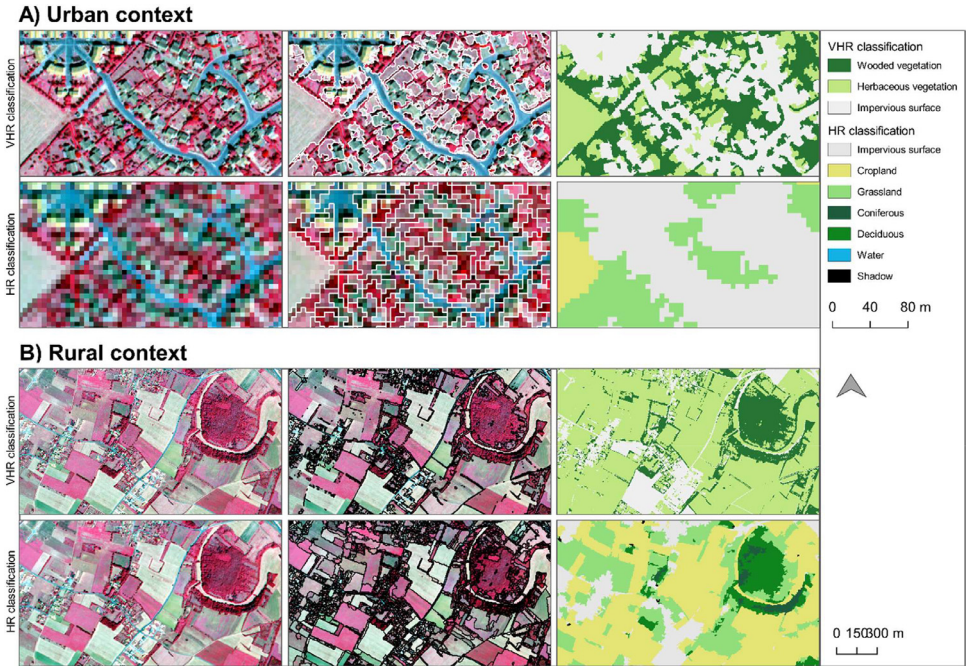 A) Urban context
VHR classification
HR classification
VHR classification
Wooded vegetation
Herbaceous vegetation
Impervious surface
HR classification
Impervious surface
Cropland
Grassland
Coniferous
Deciduous
Water
Shadow
0 40 80 m
B) Rural context
VHR classification
HR classification
0 150300 m